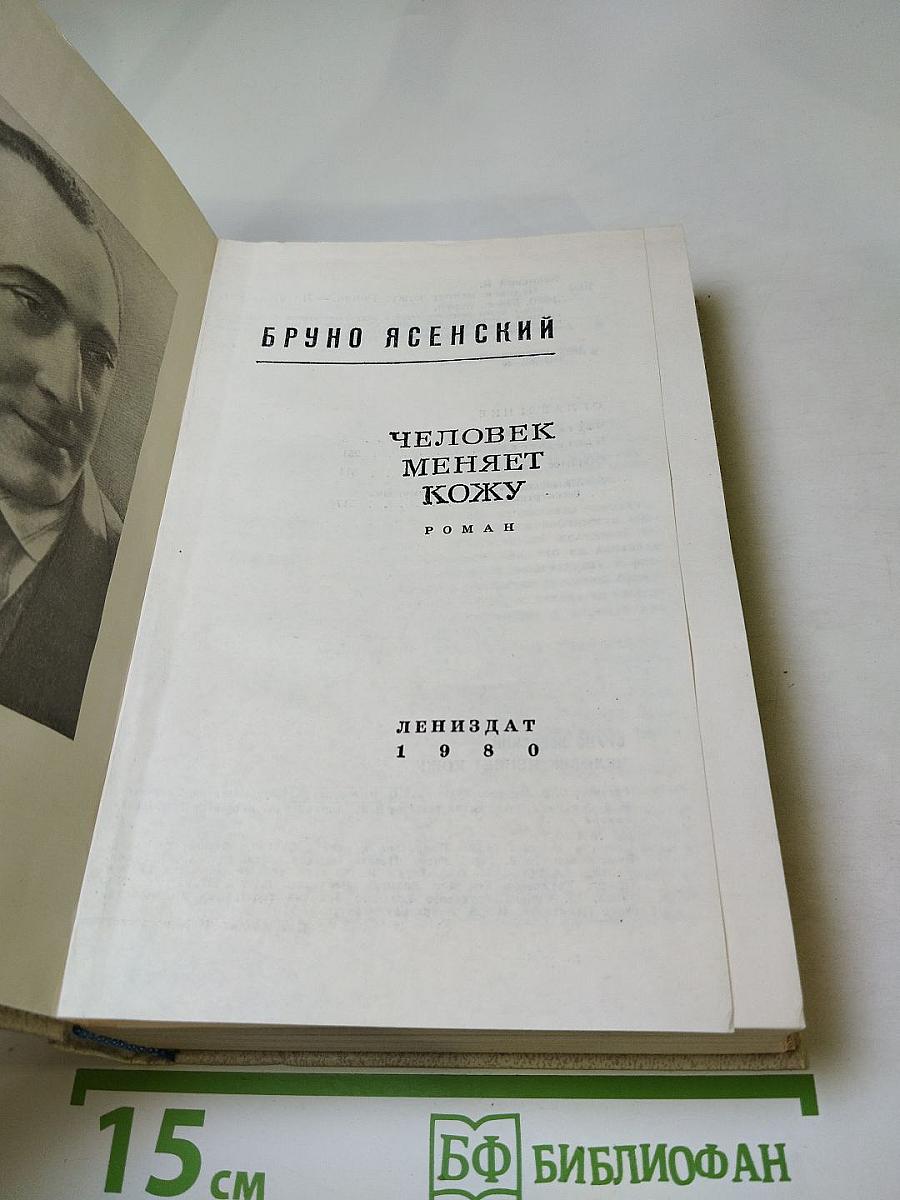 БРУНО ЯСЕНСКИЙ
ЧЕЛОВЕК
МЕНЯЕТ
КОЖУ
РОМАН
ЛЕНИЗДАТ
1980
15 см
БФ БИБЛИОФАН